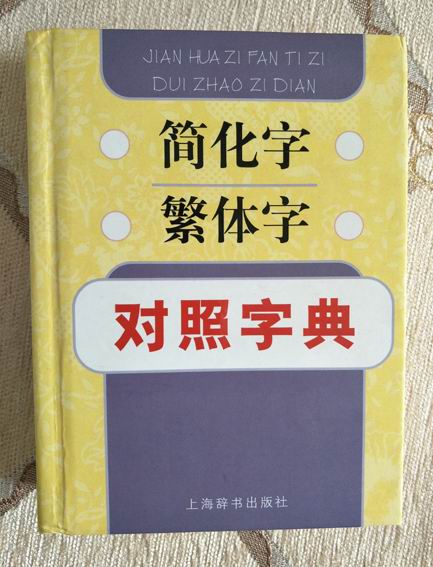 JIAN HUA ZI FAN TI ZI
DUI ZHAO ZI DIAN
简化字
繁体字
对照字典
上海辞书出版社